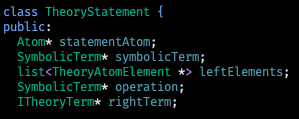 class TheoryStatement {
public:
  Atom* statementAtom;
  SymbolicTerm* symbolicTerm;
  list<TheoryAtomElement *> leftElements;
  SymbolicTerm* operation;
  ITheoryTerm* rightTerm;